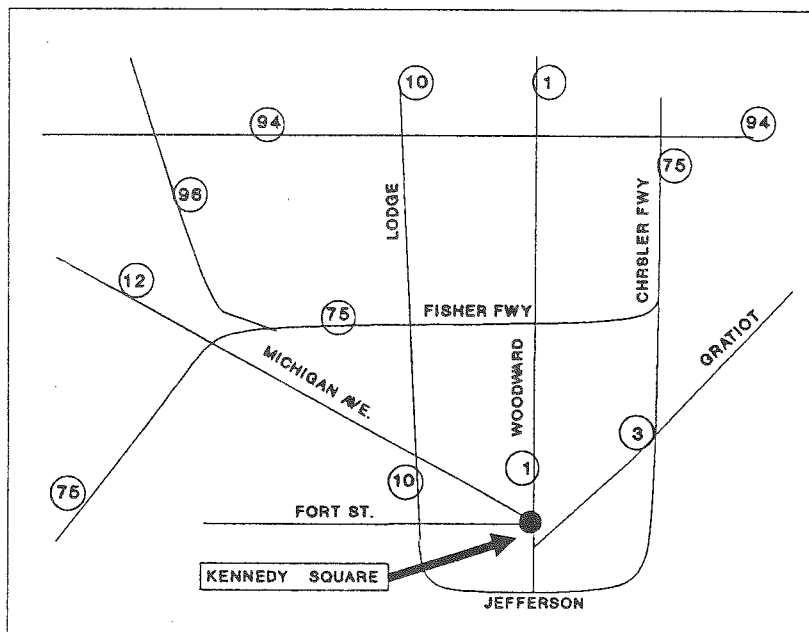 10
1
94
94
75
96
LODGE
CHRSLER FWY
12
75
FISHER FWY
GRATIOT
MICHIGAN AVE.
WOODWARD
3
1
10
75
FORT ST.
KENNEDY SQUARE
JEFFERSON